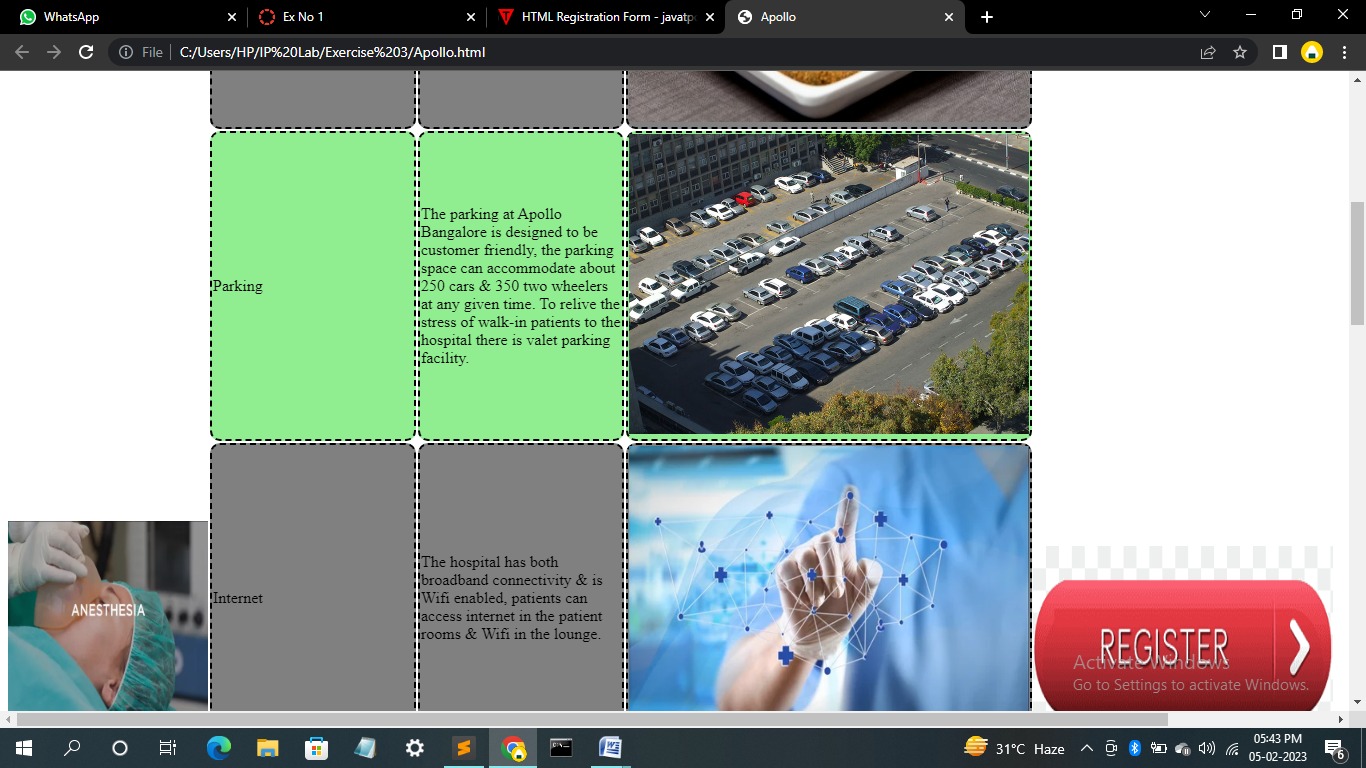 WhatsApp
Ex No 1
HTML Registration Form - javatp
Apollo
File
C:/Users/HP/IP%20Lab/Exercise%203/Apollo.html
Parking
The parking at Apollo
Bangalore is designed to be
customer friendly, the parking
space can accommodate about
250 cars & 350 two wheelers
at any given time. To relive the
stress of walk-in patients to the
hospital there is valet parking
facility.
ANESTHESIA
Internet
The hospital has both
broadband connectivity & is
Wifi enabled, patients can
access internet in the patient
rooms & Wifi in the lounge.
REGISTER
Activate Windows
Go to Settings to activate Windows.
31°C Haze
05:43 PM
05-02-2023
6